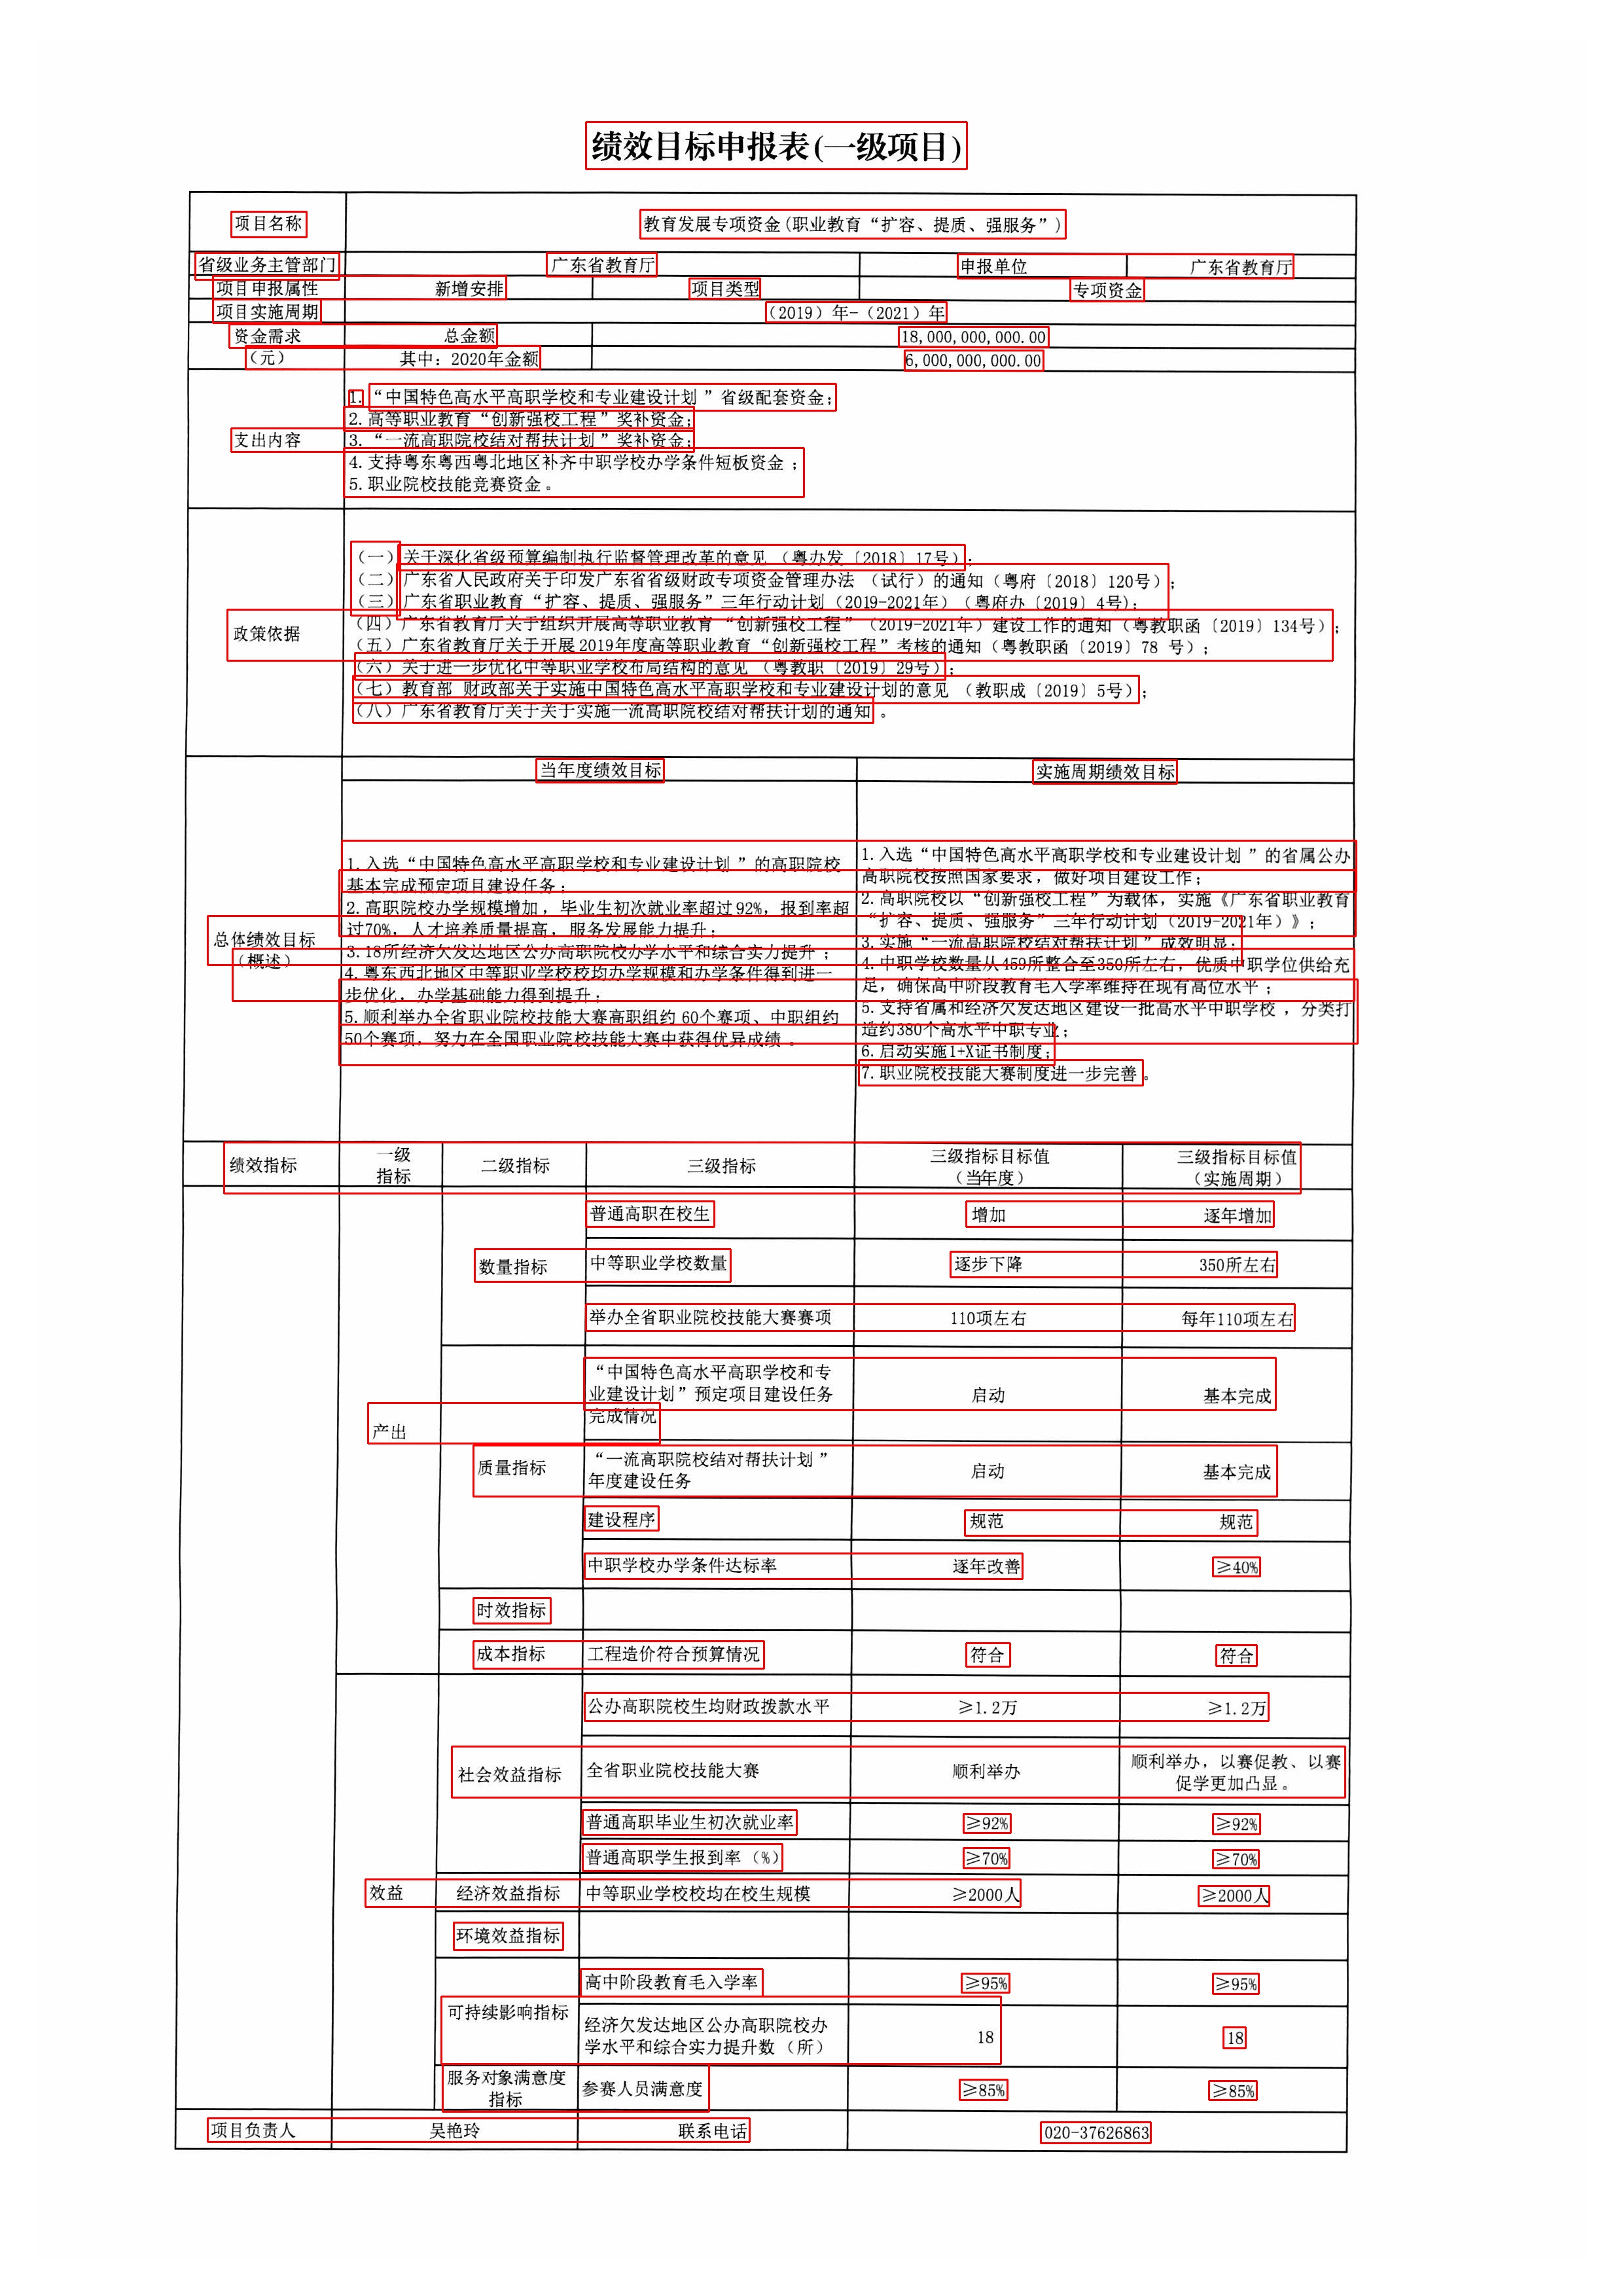 绩效目标申报表(一级项目)
项目名称 教育发展专项资金(职业教育“扩容、提质、强服务”)
省级业务主管部门 广东省教育厅 申报单位 广东省教育厅
项目申报属性 新增安排 项目类型 专项资金
项目实施周期 （2019）年-（2021）年
资金需求 总金额 18,000,000,000.00
（元） 其中：2020年金额 6,000,000,000.00
支出内容
1.“中国特色高水平高职学校和专业建设计划”省级配套资金；
2.高等职业教育“创新强校工程”奖补资金；
3.“一流高职院校结对帮扶计划”奖补资金；
4.支持粤东粤西粤北地区补齐中职学校办学条件短板资金；
5.职业院校技能竞赛资金。
政策依据
（一）关于深化省级预算编制执行监督管理改革的意见（粤办发〔2018〕17号）；
（二）广东省人民政府关于印发广东省省级财政专项资金管理办法（试行）的通知（粤府〔2018〕120号）；
（三）广东省职业教育“扩容、提质、强服务”三年行动计划（2019-2021年）（粤府办〔2019〕4号）；
（四）广东省教育厅关于组织开展高等职业教育“创新强校工程”（2019-2021年）建设工作的通知（粤教职函〔2019〕134号）；
（五）广东省教育厅关于开展2019年度高等职业教育“创新强校工程”考核的通知（粤教职函〔2019〕78 号）；
（六）关于进一步优化中等职业学校布局结构的意见（粤教职〔2019〕29号）；
（七）教育部 财政部关于实施中国特色高水平高职学校和专业建设计划的意见（教职成〔2019〕5号）；
（八）广东省教育厅关于关于实施一流高职院校结对帮扶计划的通知。
总体绩效目标
（概述）
当年度绩效目标
1.入选“中国特色高水平高职学校和专业建设计划”的高职院校
基本完成预定项目建设任务；
2.高职院校办学规模增加，毕业生初次就业率超过92%，报到率超
过70%，人才培养质量提高，服务发展能力提升；
3.18所经济欠发达地区公办高职院校办学水平和综合实力提升；
4.粤东西北地区中等职业学校校均办学规模和办学条件得到进一
步优化，办学基础能力得到提升；
5.顺利举办全省职业院校技能大赛高职组约60个赛项、中职组约
50个赛项，努力在全国职业院校技能大赛中获得优异成绩。
实施周期绩效目标
1.入选“中国特色高水平高职学校和专业建设计划”的省属公办
高职院校按照国家要求，做好项目建设工作；
2.高职院校以“创新强校工程”为载体，实施《广东省职业教育
“扩容、提质、强服务”三年行动计划（2019-2021年）》；
3.实施“一流高职院校结对帮扶计划”成效明显；
4.中职学校数量从459所整合至350所左右，优质中职学位供给充
足，确保高中阶段教育毛入学率维持在现有高位水平；
5.支持省属和经济欠发达地区建设一批高水平中职学校，分类打
造约380个高水平中职专业；
6.启动实施1+X证书制度；
7.职业院校技能大赛制度进一步完善。
绩效指标 一级指标 二级指标 三级指标 三级指标目标值（当年度） 三级指标目标值（实施周期）
产出
数量指标
普通高职在校生 增加 逐年增加
中等职业学校数量 逐步下降 350所左右
举办全省职业院校技能大赛赛项 110项左右 每年110项左右
质量指标
“中国特色高水平高职学校和专
业建设计划”预定项目建设任务
完成情况 启动 基本完成
“一流高职院校结对帮扶计划”
年度建设任务 启动 基本完成
建设程序 规范 规范
中职学校办学条件达标率 逐年改善 ≥40%
时效指标
成本指标 工程造价符合预算情况 符合 符合
效益
社会效益指标
公办高职院校生均财政拨款水平 ≥1.2万 ≥1.2万
全省职业院校技能大赛 顺利举办 顺利举办，以赛促教、以赛
促学更加凸显。
普通高职毕业生初次就业率 ≥92% ≥92%
普通高职学生报到率（%） ≥70% ≥70%
经济效益指标 中等职业学校校均在校生规模 ≥2000人 ≥2000人
环境效益指标
可持续影响指标
高中阶段教育毛入学率 ≥95% ≥95%
经济欠发达地区公办高职院校办
学水平和综合实力提升数（所） 18 18
服务对象满意度
指标 参赛人员满意度 ≥85% ≥85%
项目负责人 吴艳玲 联系电话 020-37626863